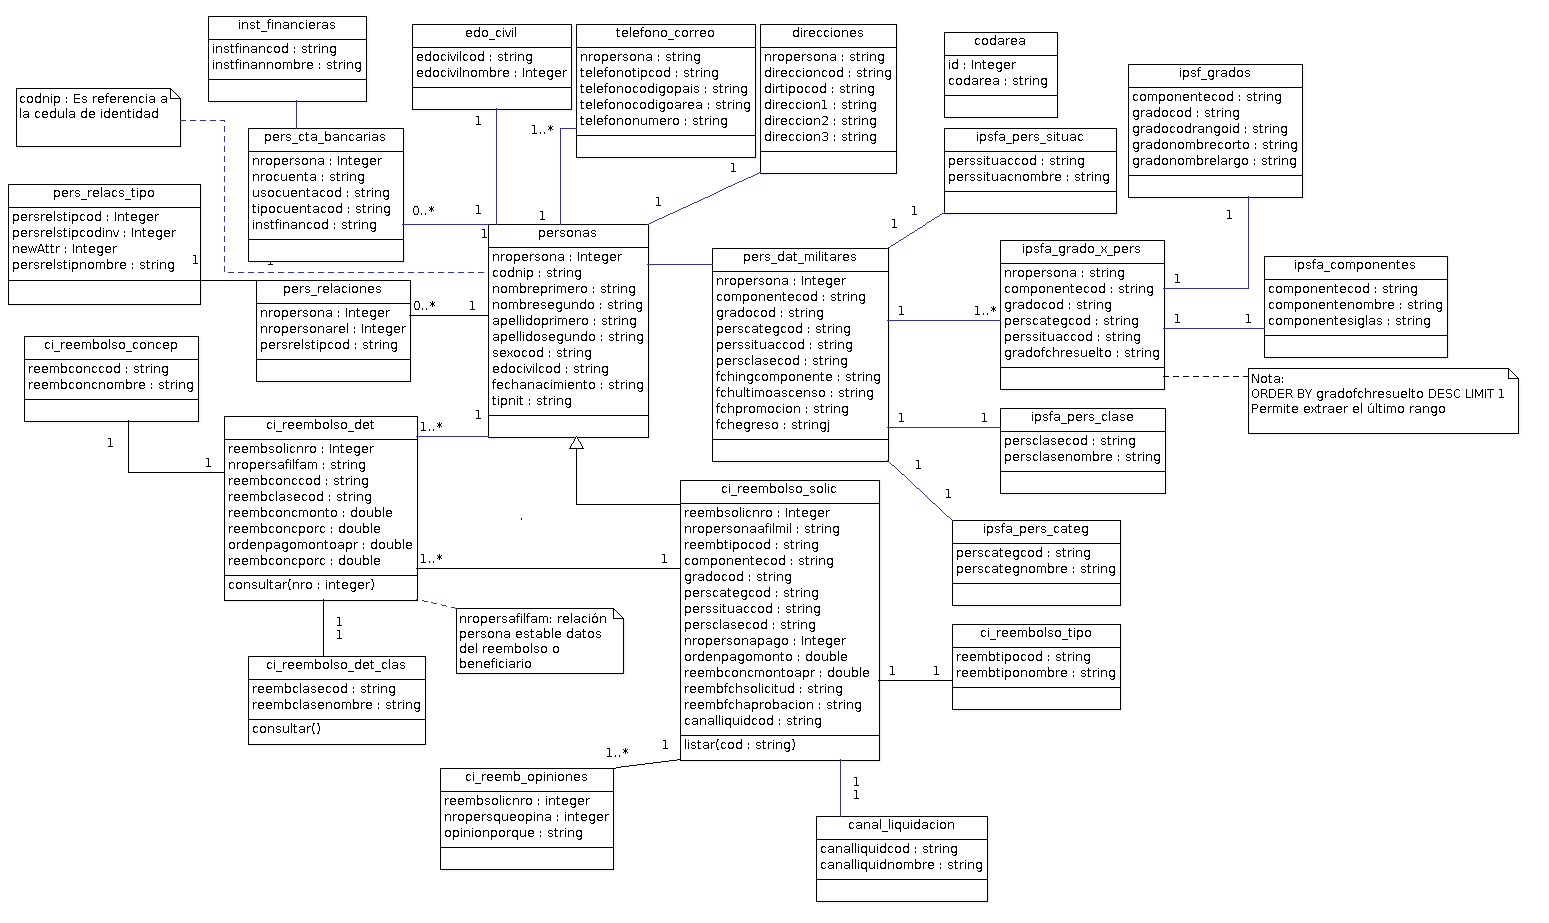 inst_financieras
instfinancod : string
instfinannombre : string
edo_civil
edocivilcod : string
edocivilnombre : Integer
telefono_correo
nropersona : string
telefonotipcod : string
telefonocodigopais : string
telefonocodigoarea : string
telefononumero : string
direcciones
nropersona : string
direccioncod : string
dirtipocod : string
direccion1 : string
direccion2 : string
direccion3 : string
codarea
id : Integer
codarea : string
ipsf_grados
componentecod : string
gradocod : string
gradocodrangoid : string
gradonombrecorto : string
gradonombrelargo : string
codnip : Es referencia a
la cedula de identidad
pers_cta_bancarias
nropersona : Integer
nrocuenta : string
usocuentacod : string
tipocuentacod : string
instfinancod : string
ipsfa_pers_situac
perssituaccod : string
perssituacnombre : string
pers_relacs_tipo
persrelstipcod : Integer
persrelstipcodinv : Integer
newAttr : Integer
persrelstipnombre : string
1
1
1
1..*
1
1
1
0..*
1
1
personas
nropersona : Integer
codnip : string
nombreprimero : string
nombresegundo : string
apellidoprimero : string
apellidosegundo : string
sexocod : string
edocivilcod : string
fechanacimiento : string
tipnit : string
pers_dat_militares
nropersona : Integer
componentecod : string
gradocod : string
perscategcod : string
perssituaccod : string
persclasecod : string
fchingcomponente : string
fchultimoascenso : string
fchpromocion : string
fchegreso : stringj
1
1
ipsfa_grado_x_pers
nropersona : string
componentecod : string
gradocod : string
perscategcod : string
perssituaccod : string
gradofchresuelto : string
1
1..*
1
1
1
1
ipsfa_componentes
componentecod : string
componentenombre : string
componentesiglas : string
pers_relaciones
nropersona : Integer
nropersonarel : Integer
persrelstipcod : string
0..*
1
ci_reembolso_concep
reembconccod : string
reembconcnombre : string
1
1
Nota:
ORDER BY gradofchresuelto DESC LIMIT 1
Permite extraer el último rango
ipsfa_pers_clase
persclasecod : string
persclasenombre : string
1
1
ci_reembolso_det
reembsolicnro : Integer
nropersafilfam : string
reembconccod : string
reembclasecod : string
reembconcmonto : double
reembconcporc : double
ordenpagomontoapr : double
reembconcporc : double
consultar(nro : integer)
1..*
1
1..*
1
ci_reembolso_solic
reembsolicnro : Integer
nropersonaafilmil : string
reembtipocod : string
componentecod : string
gradocod : string
perscategcod : string
perssituaccod : string
persclasecod : string
nropersonapago : Integer
ordenpagomonto : double
reembconcmontoapr : double
reembfchsolicitud : string
reembfchaprobacion : string
canalliquidcod : string
listar(cod : string)
1
1
ipsfa_pers_categ
perscategcod : string
perscategnombre : string
nropersafilfam: relación
persona estable datos
del reembolso o
beneficiario
1
1
ci_reembolso_det_clas
reembclasecod : string
reembclasenombre : string
consultar()
ci_reembolso_tipo
reembtipocod : string
reembtiponombre : string
1
1
1..*
1
ci_reemb_opiniones
reembsolicnro : integer
nropersqueopina : integer
opinionporque : string
1
1
canal_liquidacion
canalliquidcod : string
canalliquidnombre : string